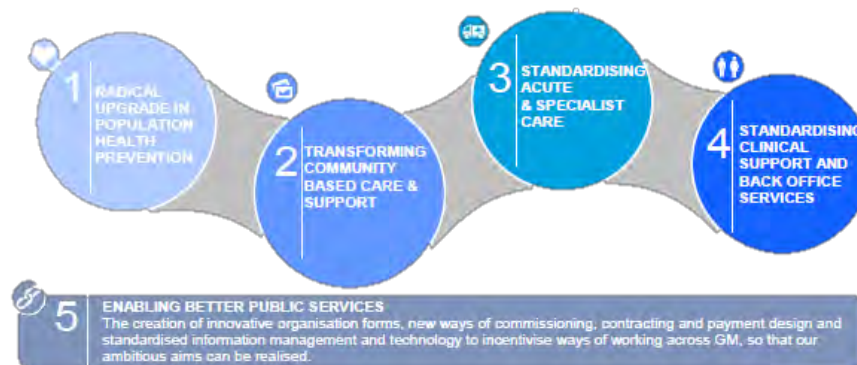 1
RADICAL
UPGRADE IN
POPULATION
HEALTH
PREVENTION
2
TRANSFORMING
COMMUNITY
BASED CARE &
SUPPORT
3
STANDARDISING
ACUTE
& SPECIALIST
CARE
4
STANDARDISING
CLINICAL
SUPPORT AND
BACK OFFICE
SERVICES
5
ENABLING BETTER PUBLIC SERVICES
The creation of innovative organisation forms, new ways of commissioning, contracting and payment design and
standardised information management and technology to incentivise ways of working across GM, so that our
ambitious aims can be realised.